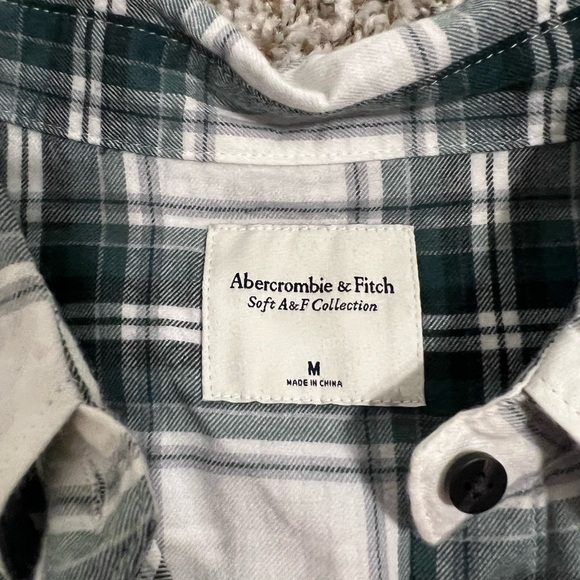 Abercrombie & Fitch
Soft A&F Collection
M
MADE IN CHINA